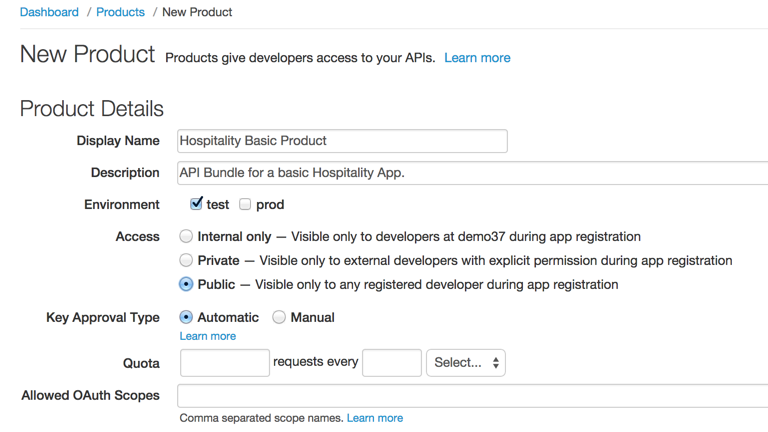 Dashboard / Products / New Product
New Product Products give developers access to your APIs. Learn more
Product Details
Display Name Hospitality Basic Product
Description API Bundle for a basic Hospitality App.
Environment test prod
Access Internal only — Visible only to developers at demo37 during app registration
Private — Visible only to external developers with explicit permission during app registration
Public — Visible only to any registered developer during app registration
Key Approval Type Automatic Manual
Learn more
Quota requests every Select...
Allowed OAuth Scopes
Comma separated scope names. Learn more